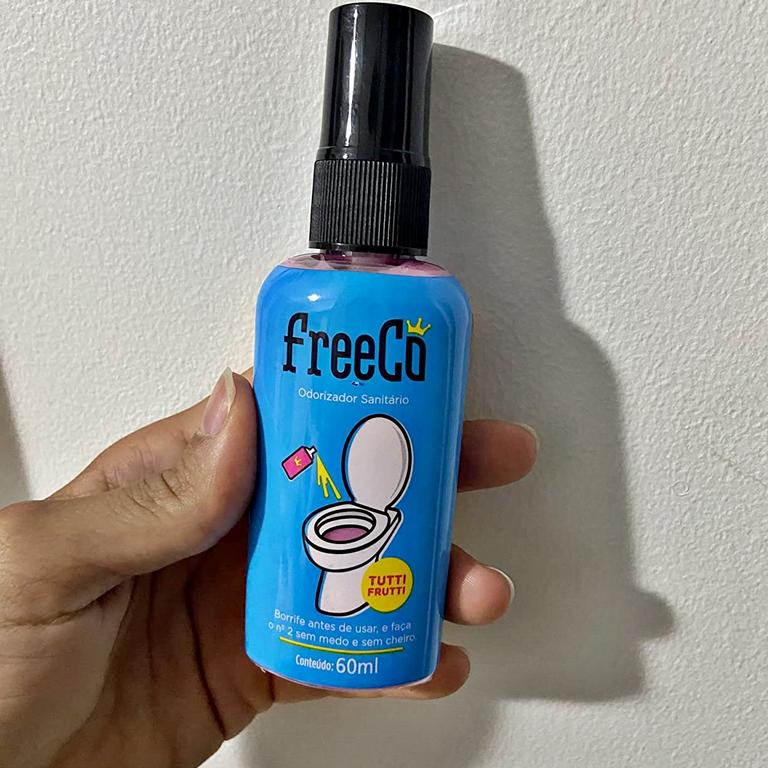 freeCô
Odorizador Sanitário
TUTTI
FRUTTI
Borrife antes de usar, e faça
o nº 2 sem medo e sem cheiro.
Conteúdo: 60ml